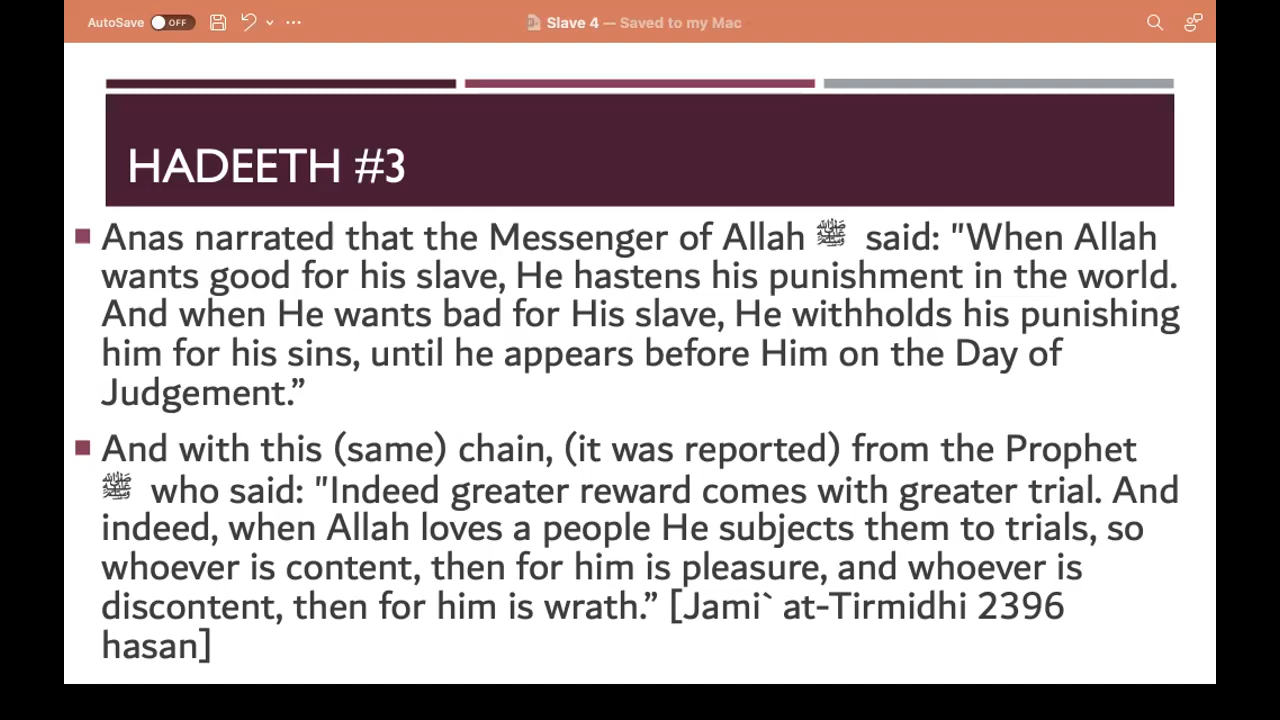 AutoSave OFF
Slave 4 — Saved to my Mac
HADEETH #3
Anas narrated that the Messenger of Allah ﷺ said: "When Allah
wants good for his slave, He hastens his punishment in the world.
And when He wants bad for His slave, He withholds his punishing
him for his sins, until he appears before Him on the Day of
Judgement.”
And with this (same) chain, (it was reported) from the Prophet
ﷺ who said: "Indeed greater reward comes with greater trial. And
indeed, when Allah loves a people He subjects them to trials, so
whoever is content, then for him is pleasure, and whoever is
discontent, then for him is wrath.” [Jami` at-Tirmidhi 2396
hasan]